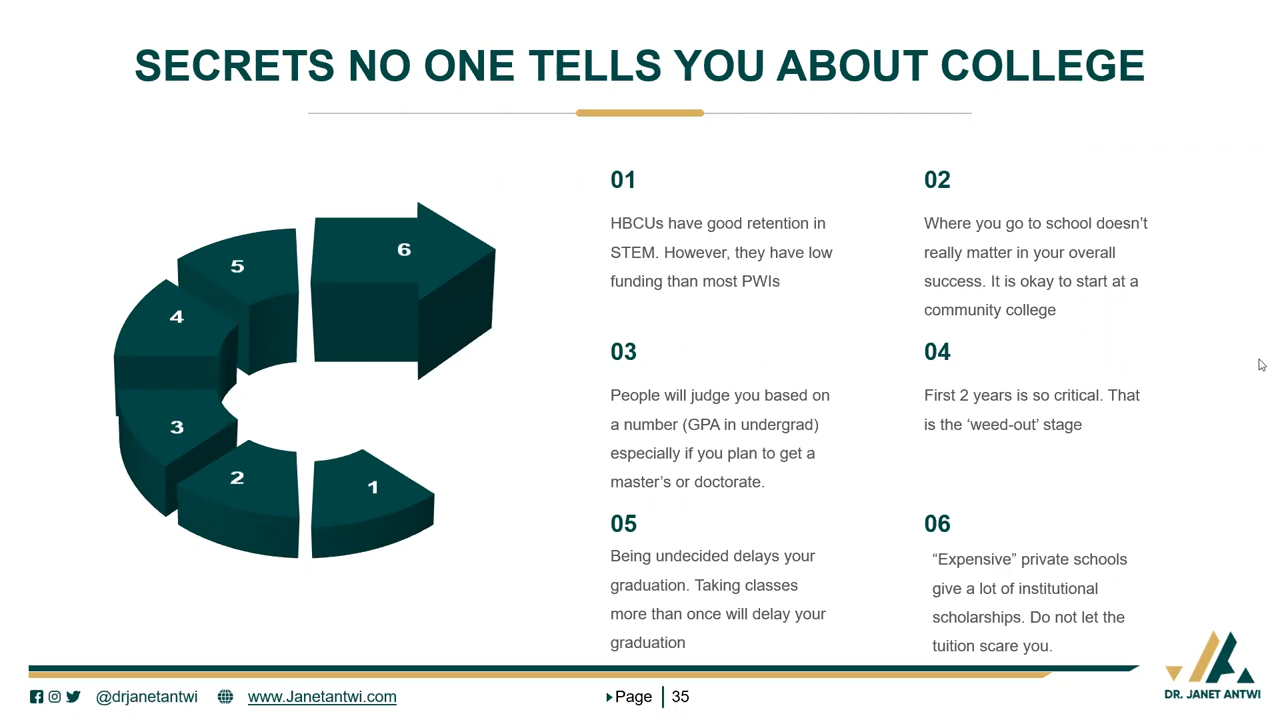 SECRETS NO ONE TELLS YOU ABOUT COLLEGE
6
5
4
3
2
1
01
HBCUs have good retention in
STEM. However, they have low
funding than most PWIs
02
Where you go to school doesn’t
really matter in your overall
success. It is okay to start at a
community college
03
People will judge you based on
a number (GPA in undergrad)
especially if you plan to get a
master’s or doctorate.
04
First 2 years is so critical. That
is the ‘weed-out’ stage
05
Being undecided delays your
graduation. Taking classes
more than once will delay your
graduation
06
“Expensive” private schools
give a lot of institutional
scholarships. Do not let the
tuition scare you.
@drjanetantwi
www.Janetantwi.com
Page
35
DR. JANET ANTWI